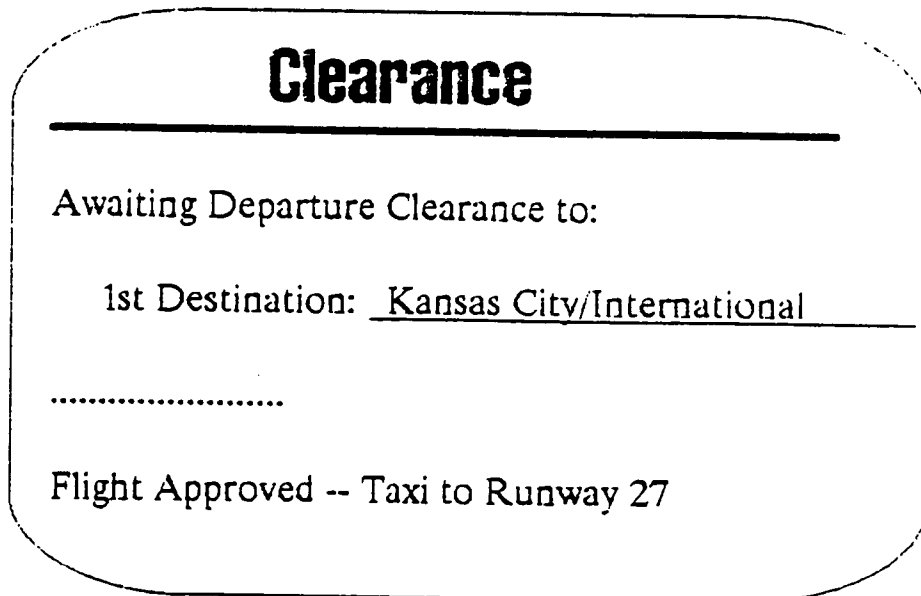 Clearance
Awaiting Departure Clearance to:
1st Destination: Kansas City/International
........................
Flight Approved -- Taxi to Runway 27